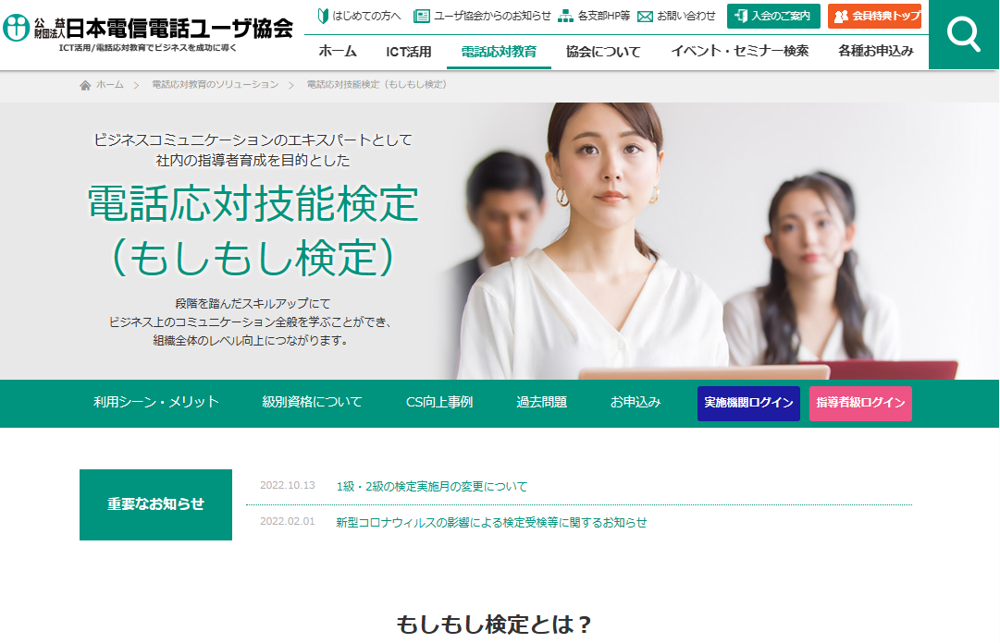 公益財団法人日本電信電話ユーザ協会
ICT活用/電話応対教育でビジネスを成功に導く
はじめての方へ ユーザ協会からのお知らせ 各支部HP等 お問い合わせ 入会のご案内 会員特典トップ
ホーム ICT活用 電話応対教育 協会について イベント・セミナー検索 各種お申込み
ホーム > 電話応対教育のソリューション > 電話応対技能検定（もしもし検定）
ビジネスコミュニケーションのエキスパートとして
社内の指導者育成を目的とした
電話応対技能検定
（もしもし検定）
段階を踏んだスキルアップにて
ビジネス上のコミュニケーション全般を学ぶことができ、
組織全体のレベル向上につながります。
利用シーン・メリット 級別資格について CS向上事例 過去問題 お申込み 実施機関ログイン 指導者級ログイン
重要なお知らせ
2022.10.13 1級・2級の検定実施月の変更について
2022.02.01 新型コロナウィルスの影響による検定受検等に関するお知らせ
もしもし検定とは？